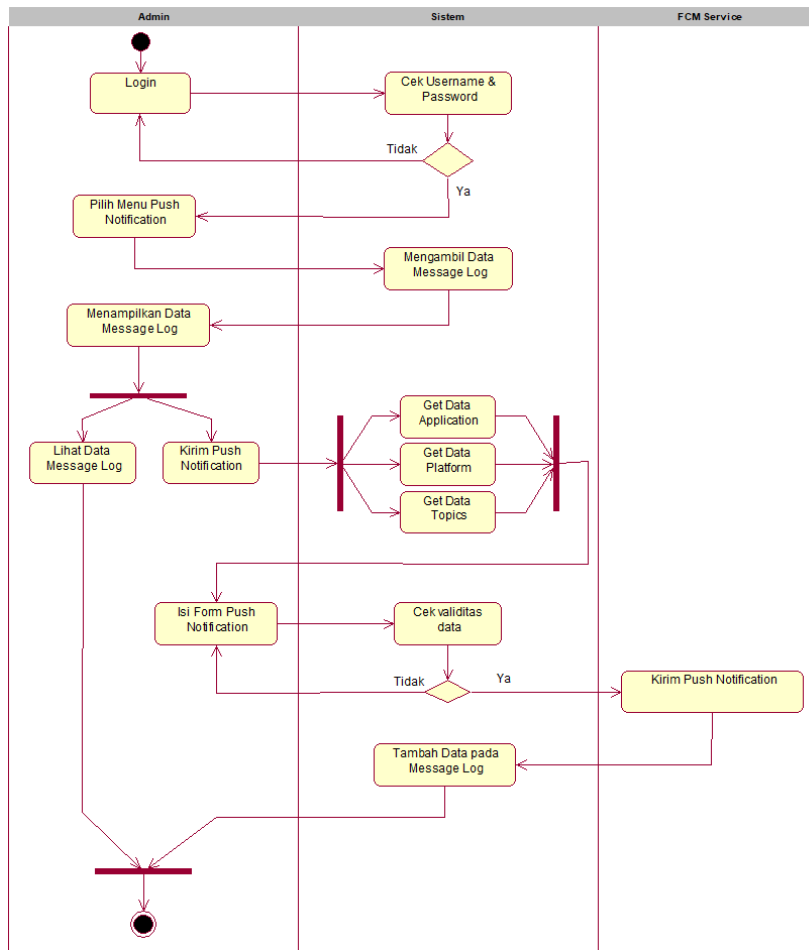 Admin
Sistem
FCM Service
Login
Cek Username &
Password
Tidak
Ya
Pilih Menu Push
Notification
Mengambil Data
Message Log
Menampilkan Data
Message Log
Lihat Data
Message Log
Kirim Push
Notification
Get Data
Application
Get Data
Platform
Get Data
Topics
Isi Form Push
Notification
Cek validitas
data
Tidak
Ya
Kirim Push Notification
Tambah Data pada
Message Log